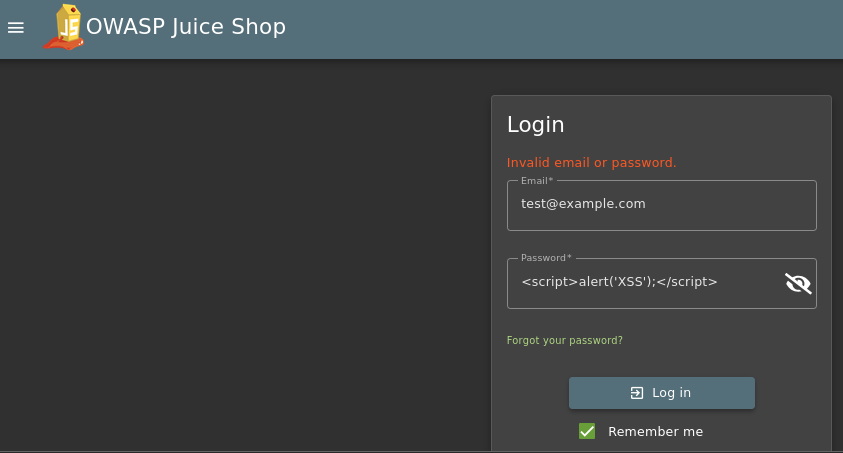 OWASP Juice Shop
Login
Invalid email or password.
Email*
test@example.com
Password*
<script>alert('XSS');</script>
Forgot your password?
Log in
Remember me